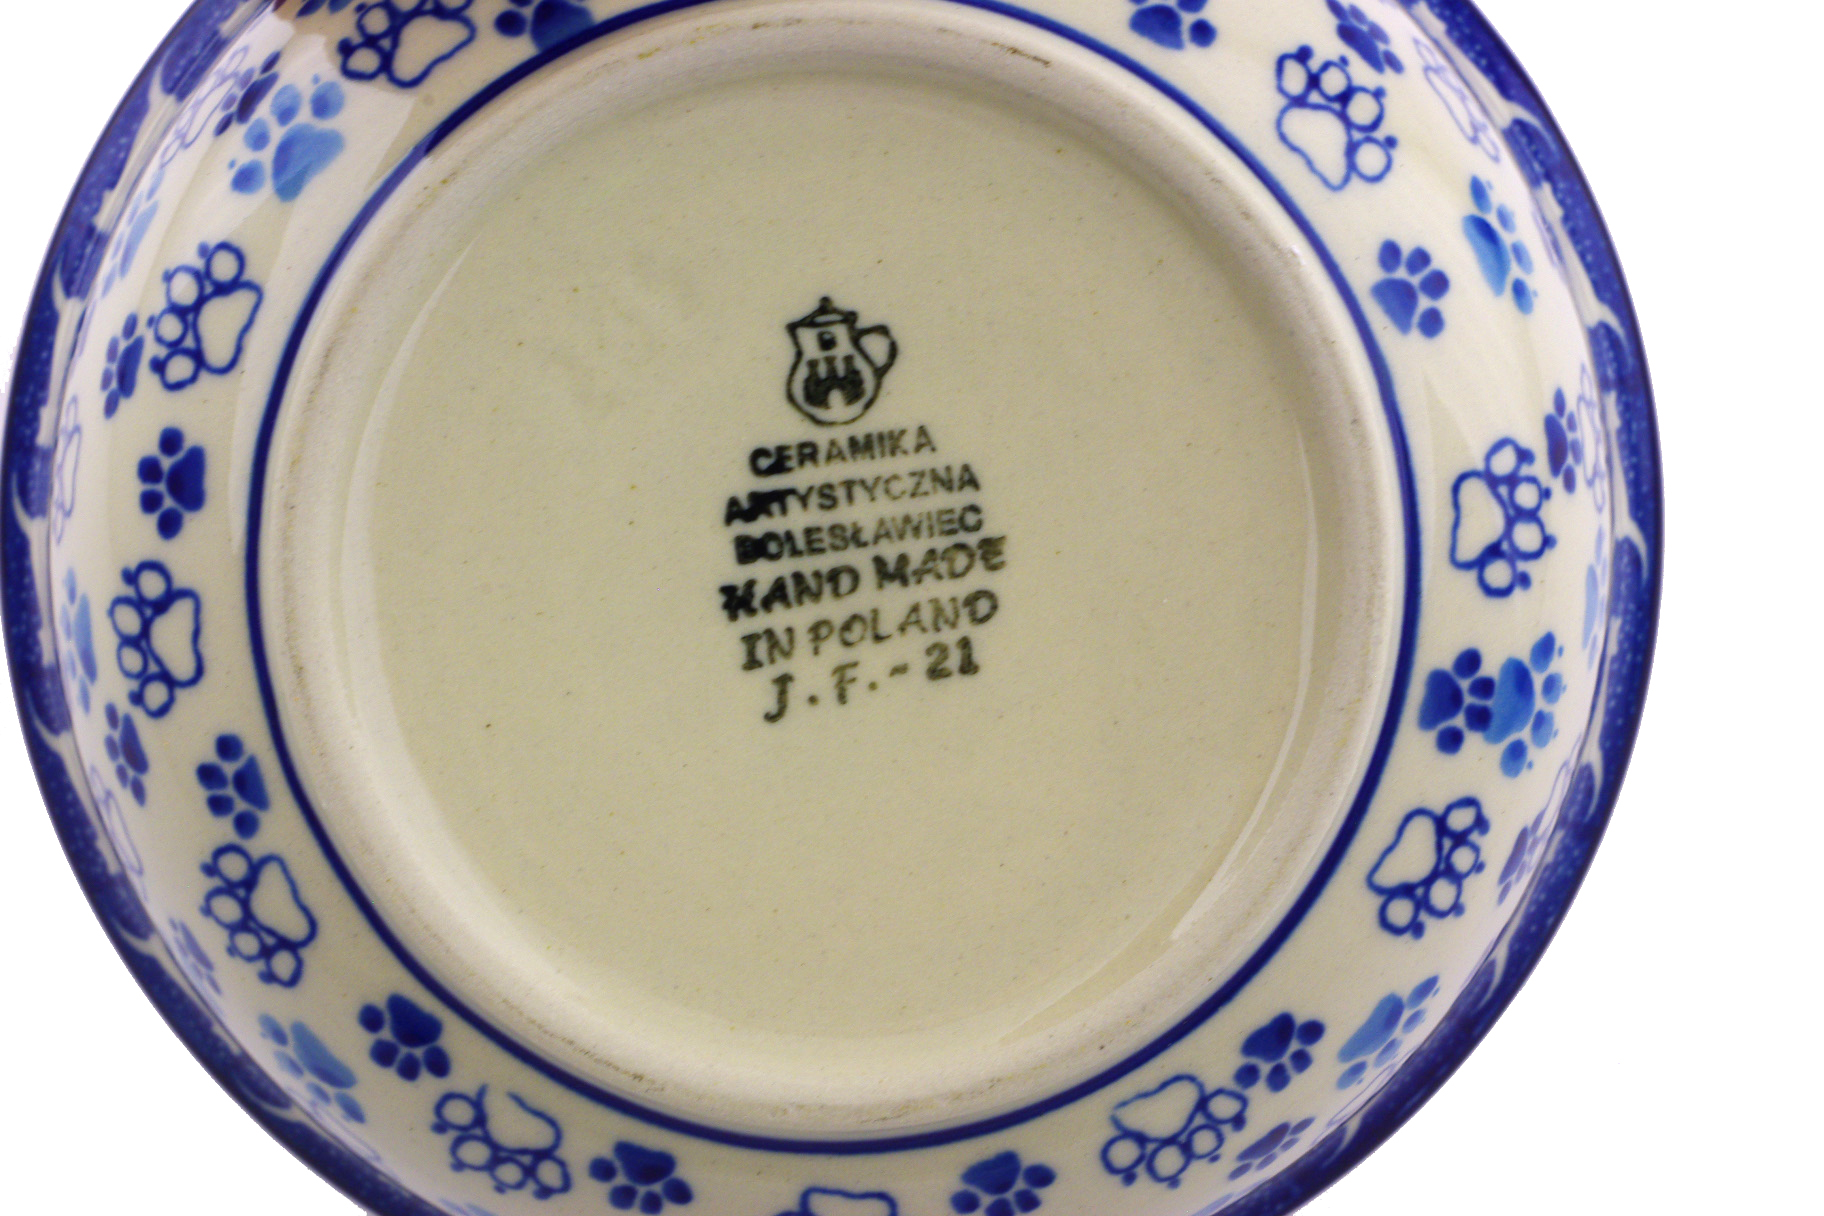 CERAMIKA
ARTYSTYCZNA
BOLESŁAWIEC
HAND MADE
IN POLAND
J.F.-21